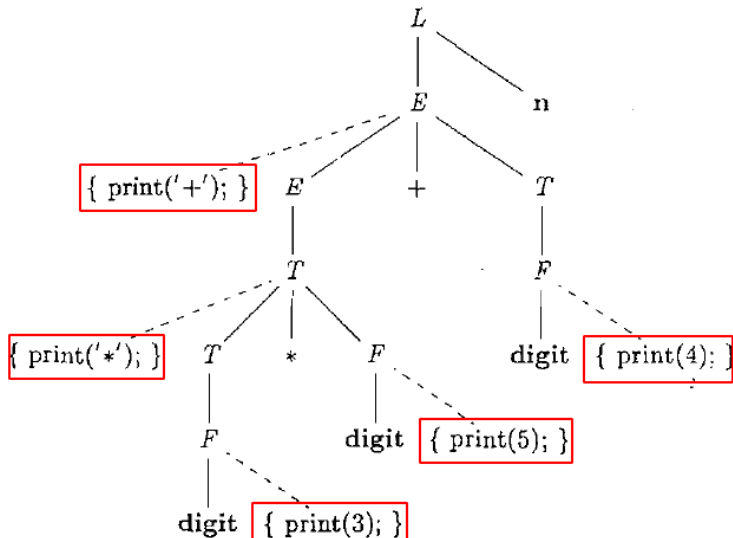 L
E n
{ print('+'); } E + T
T F
{ print('*'); } T * F digit { print(4); }
F digit { print(5); }
digit { print(3); }